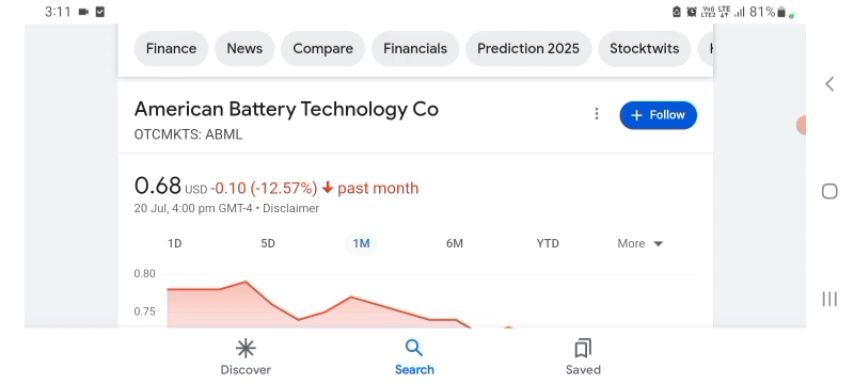 3:11 81%
Finance News Compare Financials Prediction 2025 Stocktwits
American Battery Technology Co
+ Follow
OTCMKTS: ABML
0.68 USD -0.10 (-12.57%) past month
20 Jul, 4:00 pm GMT-4 • Disclaimer
1D 5D 1M 6M YTD More
0.80
0.75
Discover Search Saved